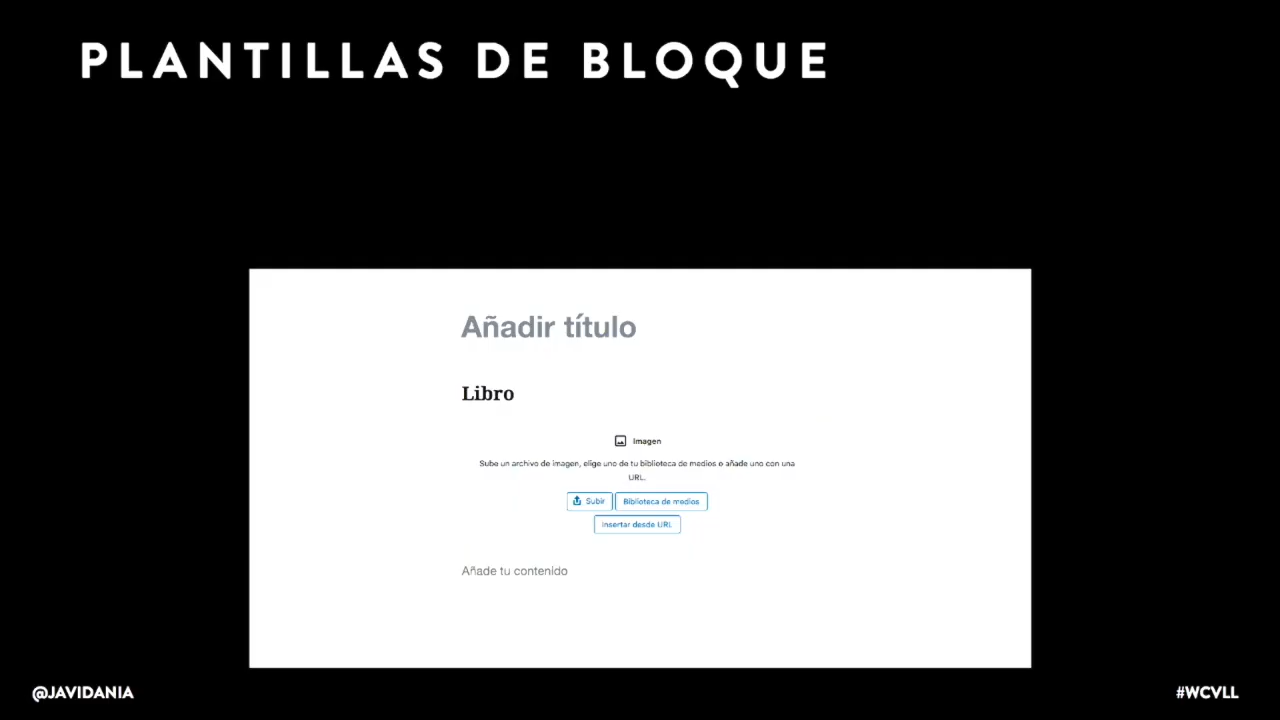 PLANTILLAS DE BLOQUE
Añadir título
Libro
Imagen
Sube un archivo de imagen, elige uno de tu biblioteca de medios o añade uno con una
URL.
Subir Biblioteca de medios
Insertar desde URL
Añade tu contenido
@JAVIDANIA #WCVLL